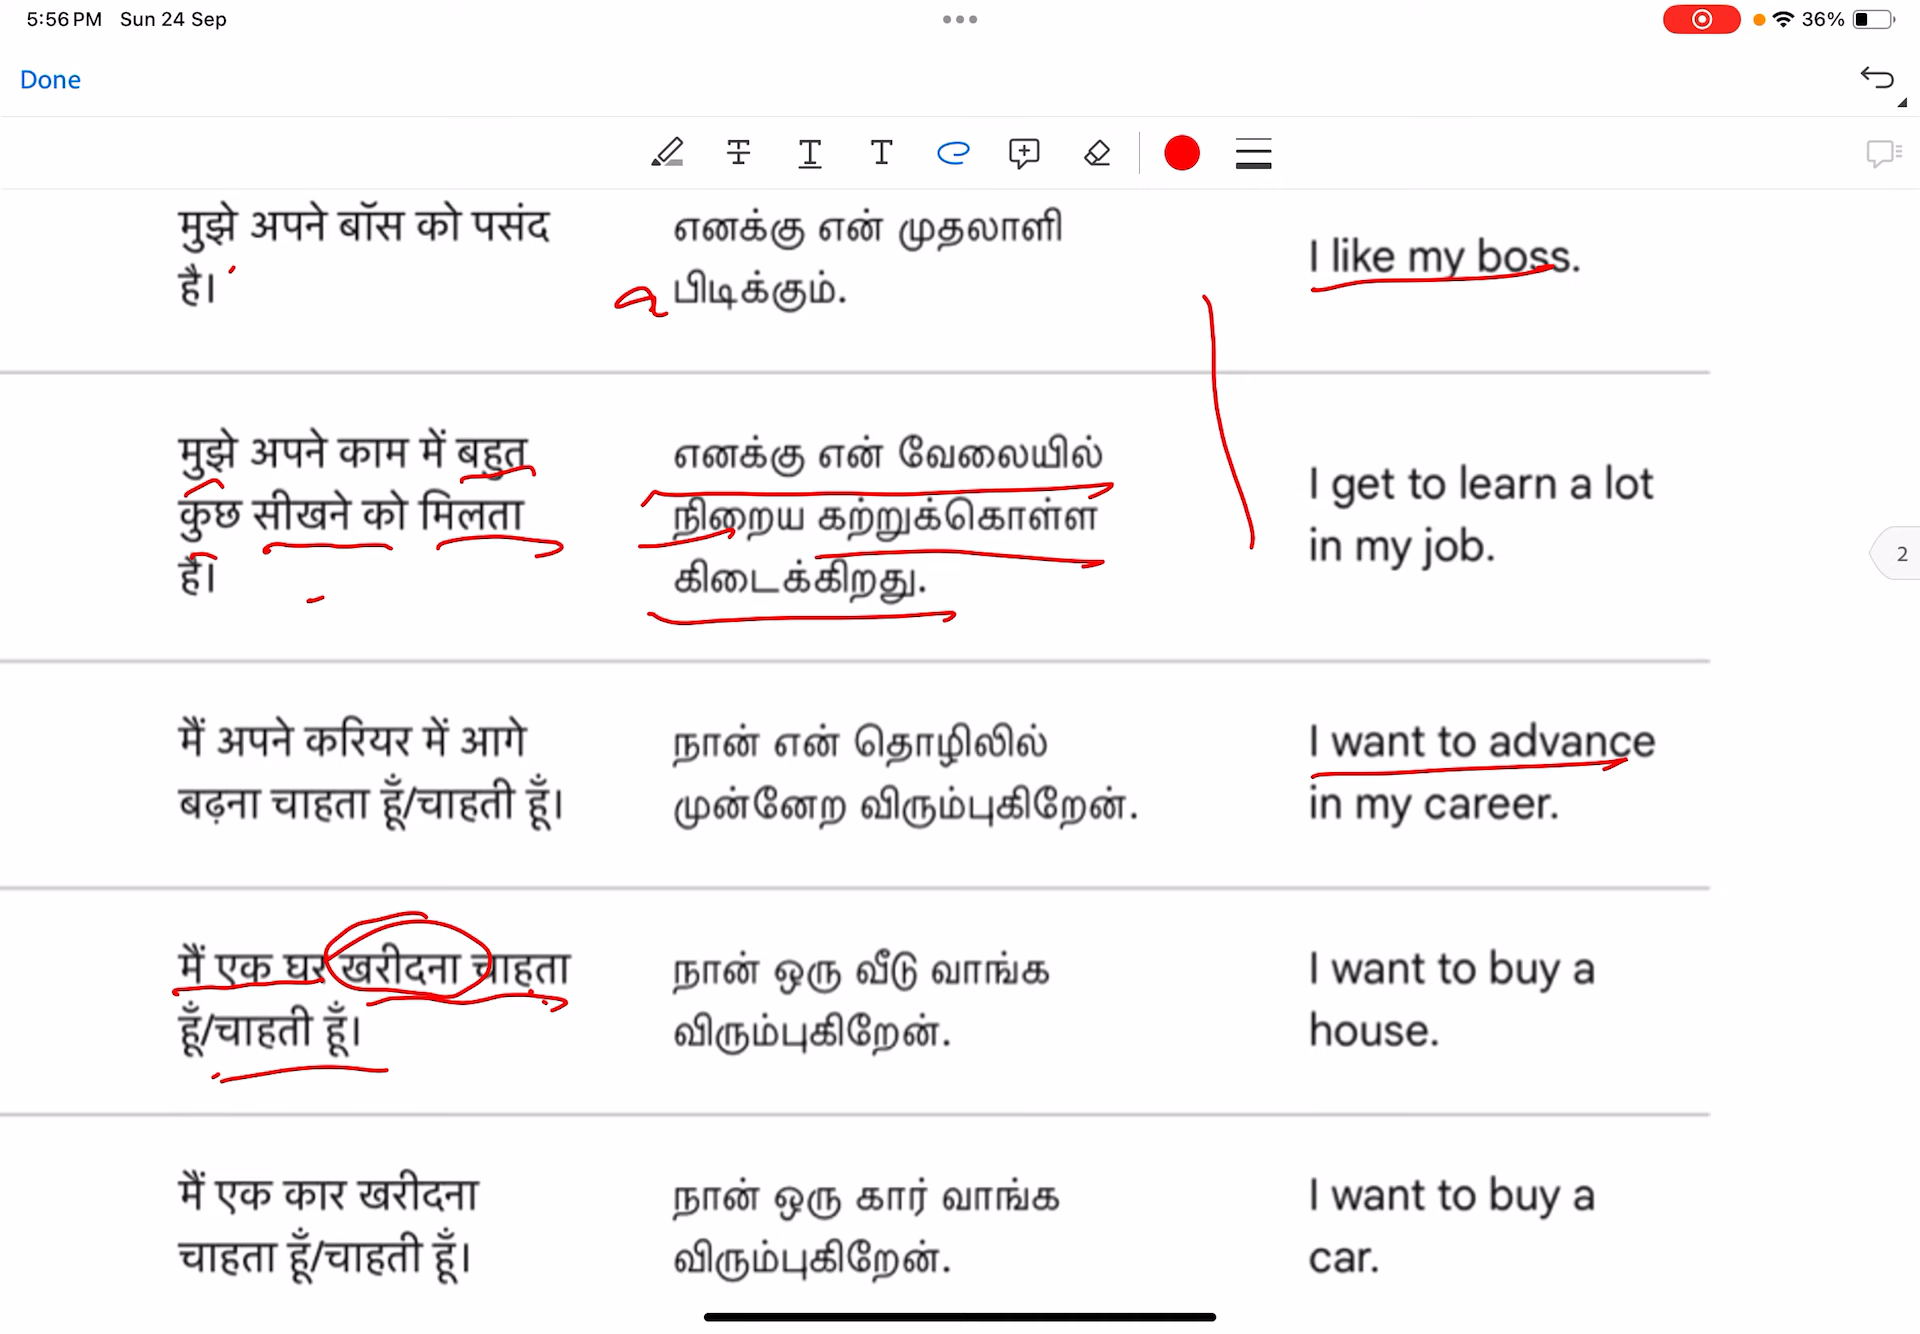 5:56 PM Sun 24 Sep
36%
Done
मुझे अपने बॉस को पसंद
है।
எனக்கு என் முதலாளி
பிடிக்கும்.
I like my boss.
मुझे अपने काम में बहुत
कुछ सीखने को मिलता
है।
எனக்கு என் வேலையில்
நிறைய கற்றுக்கொள்ள
கிடைக்கிறது.
I get to learn a lot
in my job.
2
मैं अपने करियर में आगे
बढ़ना चाहता हूँ/चाहती हूँ।
நான் என் தொழிலில்
முன்னேற விரும்புகிறேன்.
I want to advance
in my career.
मैं एक घर खरीदना चाहता
हूँ/चाहती हूँ।
நான் ஒரு வீடு வாங்க
விரும்புகிறேன்.
I want to buy a
house.
मैं एक कार खरीदना
चाहता हूँ/चाहती हूँ।
நான் ஒரு கார் வாங்க
விரும்புகிறேன்.
I want to buy a
car.